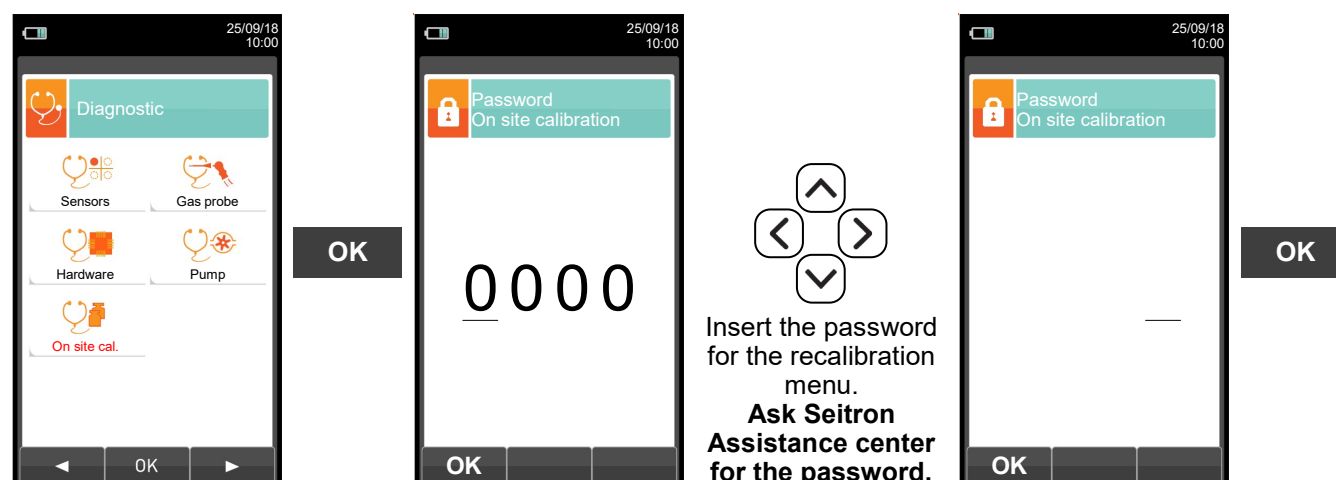 25/09/18
10:00
Diagnostic
Sensors
Gas probe
Hardware
Pump
On site cal.
OK
OK
25/09/18
10:00
Password
On site calibration
0000
OK
Insert the password
for the recalibration
menu.
Ask Seitron
Assistance center
for the password.
25/09/18
10:00
Password
On site calibration
OK
OK